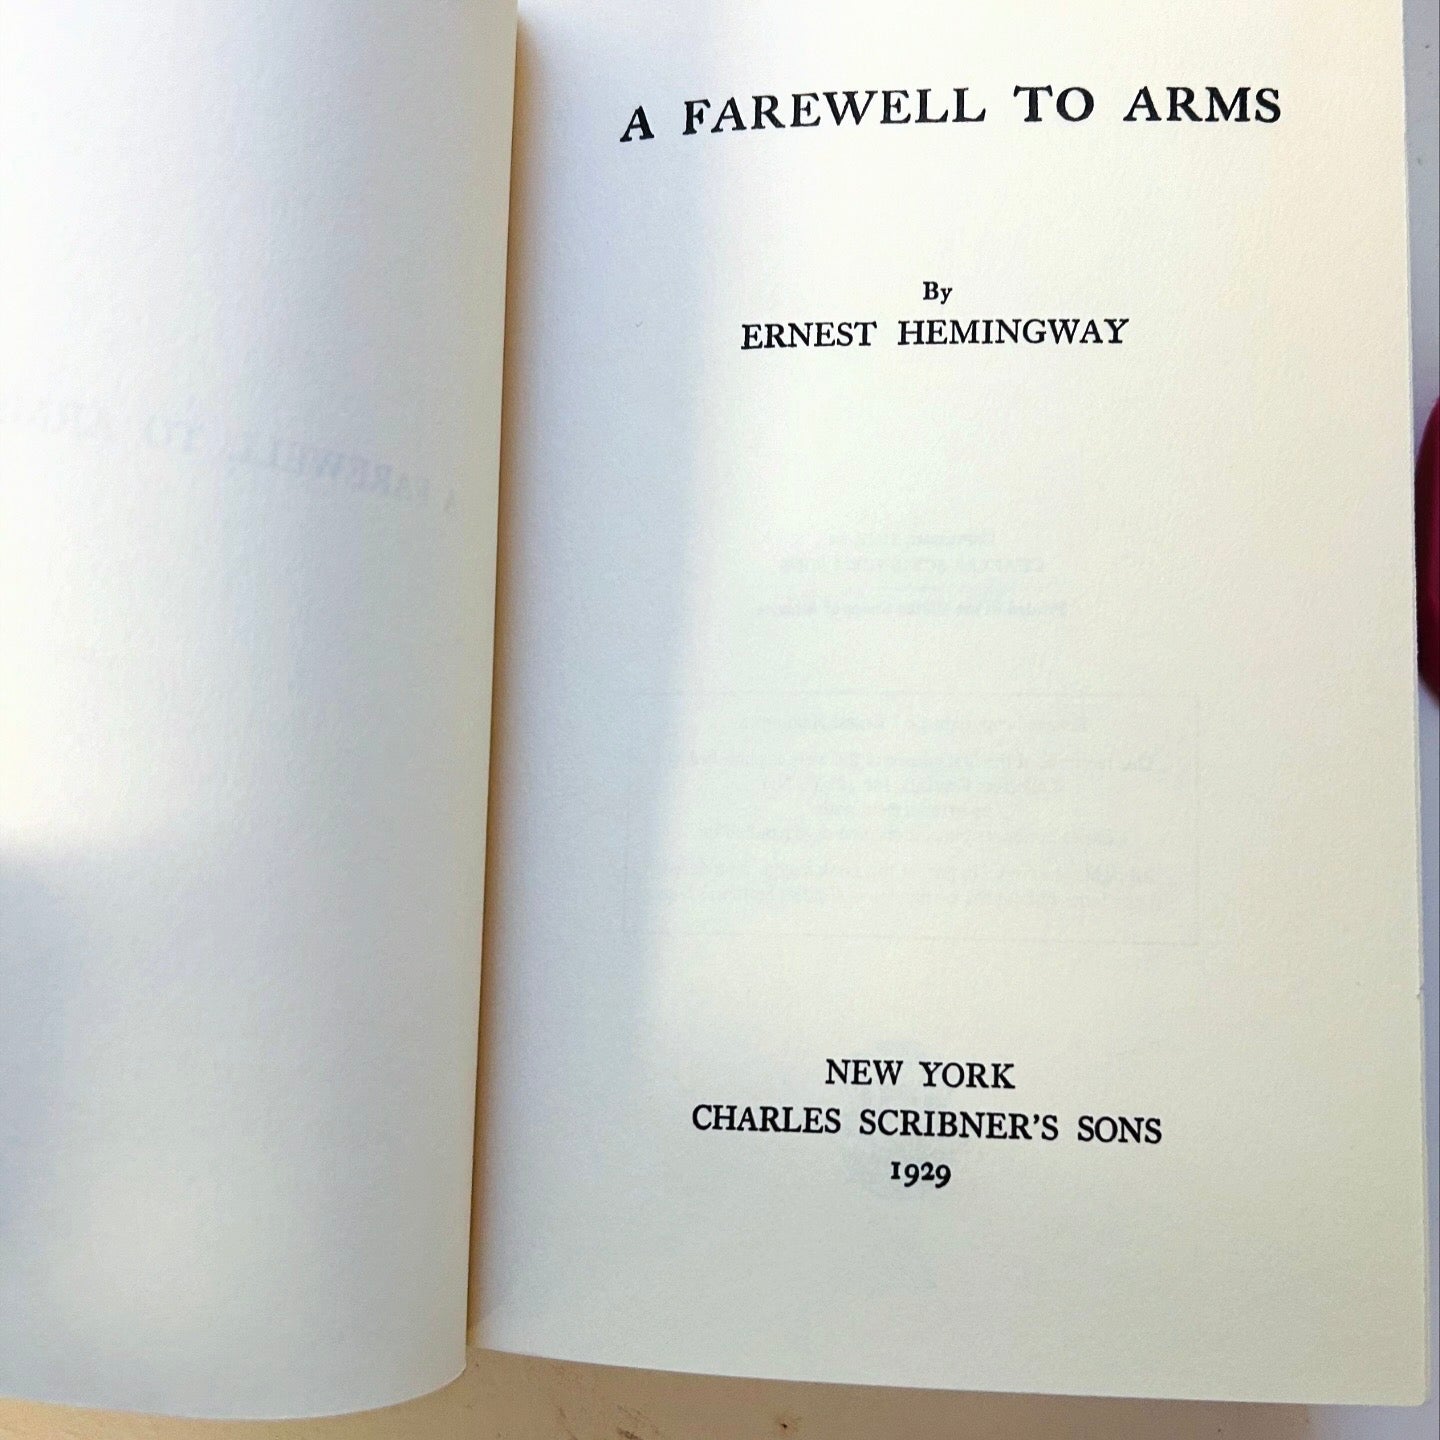 A FAREWELL TO ARMS
By
ERNEST HEMINGWAY
NEW YORK
CHARLES SCRIBNER'S SONS
1929